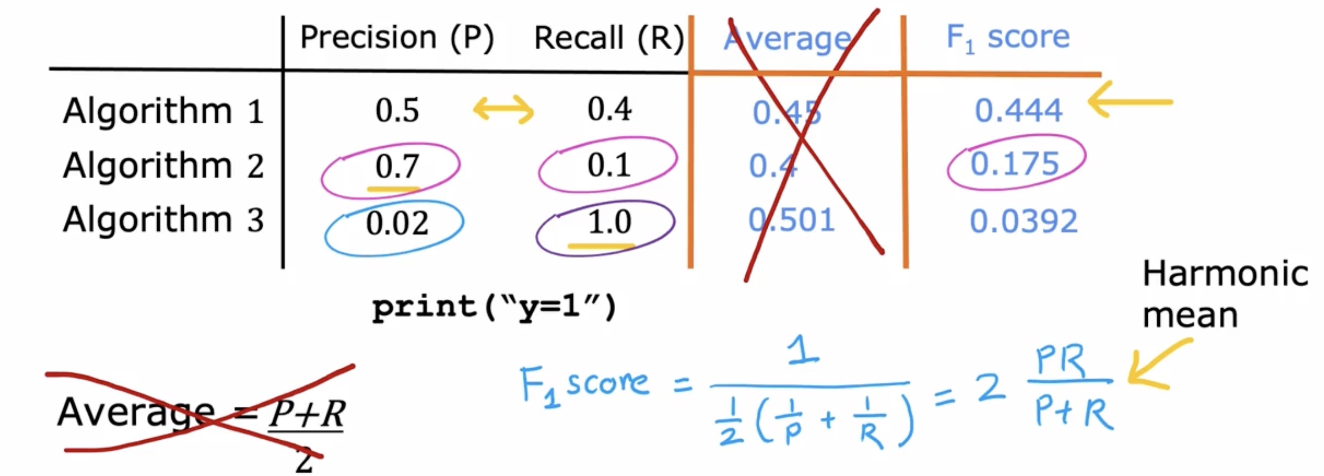 Precision (P) Recall (R) Average F₁ score
Algorithm 1 0.5 0.4 0.45 0.444
Algorithm 2 0.7 0.1 0.4 0.175
Algorithm 3 0.02 1.0 0.501 0.0392
print(“y=1”)
Harmonic
mean
Average = P+R / 2
F₁ score = 1 / (1/2 (1/P + 1/R)) = 2 PR / (P+R)